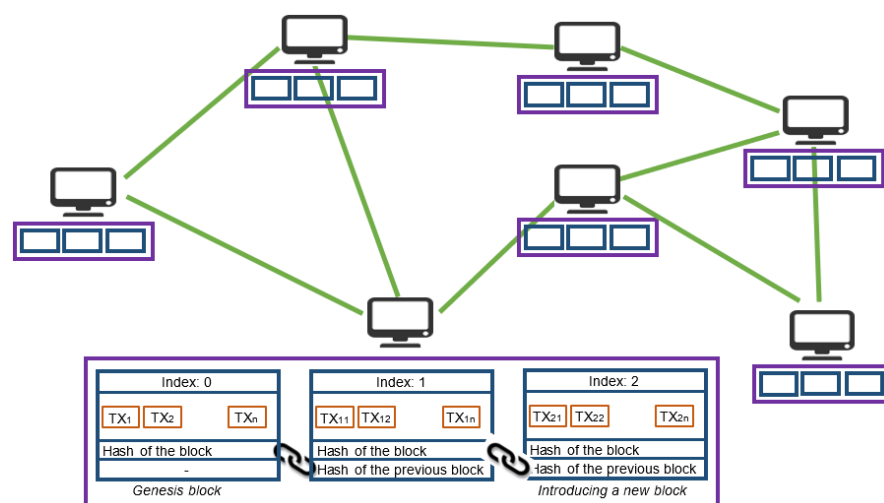 Index: 0
Index: 1
Index: 2
TX1 TX2 TXn
TX11 TX12 TX1n
TX21 TX22 TX2n
Hash of the block
Hash of the block
Hash of the block
-
Hash of the previous block
Hash of the previous block
Genesis block
Introducing a new block